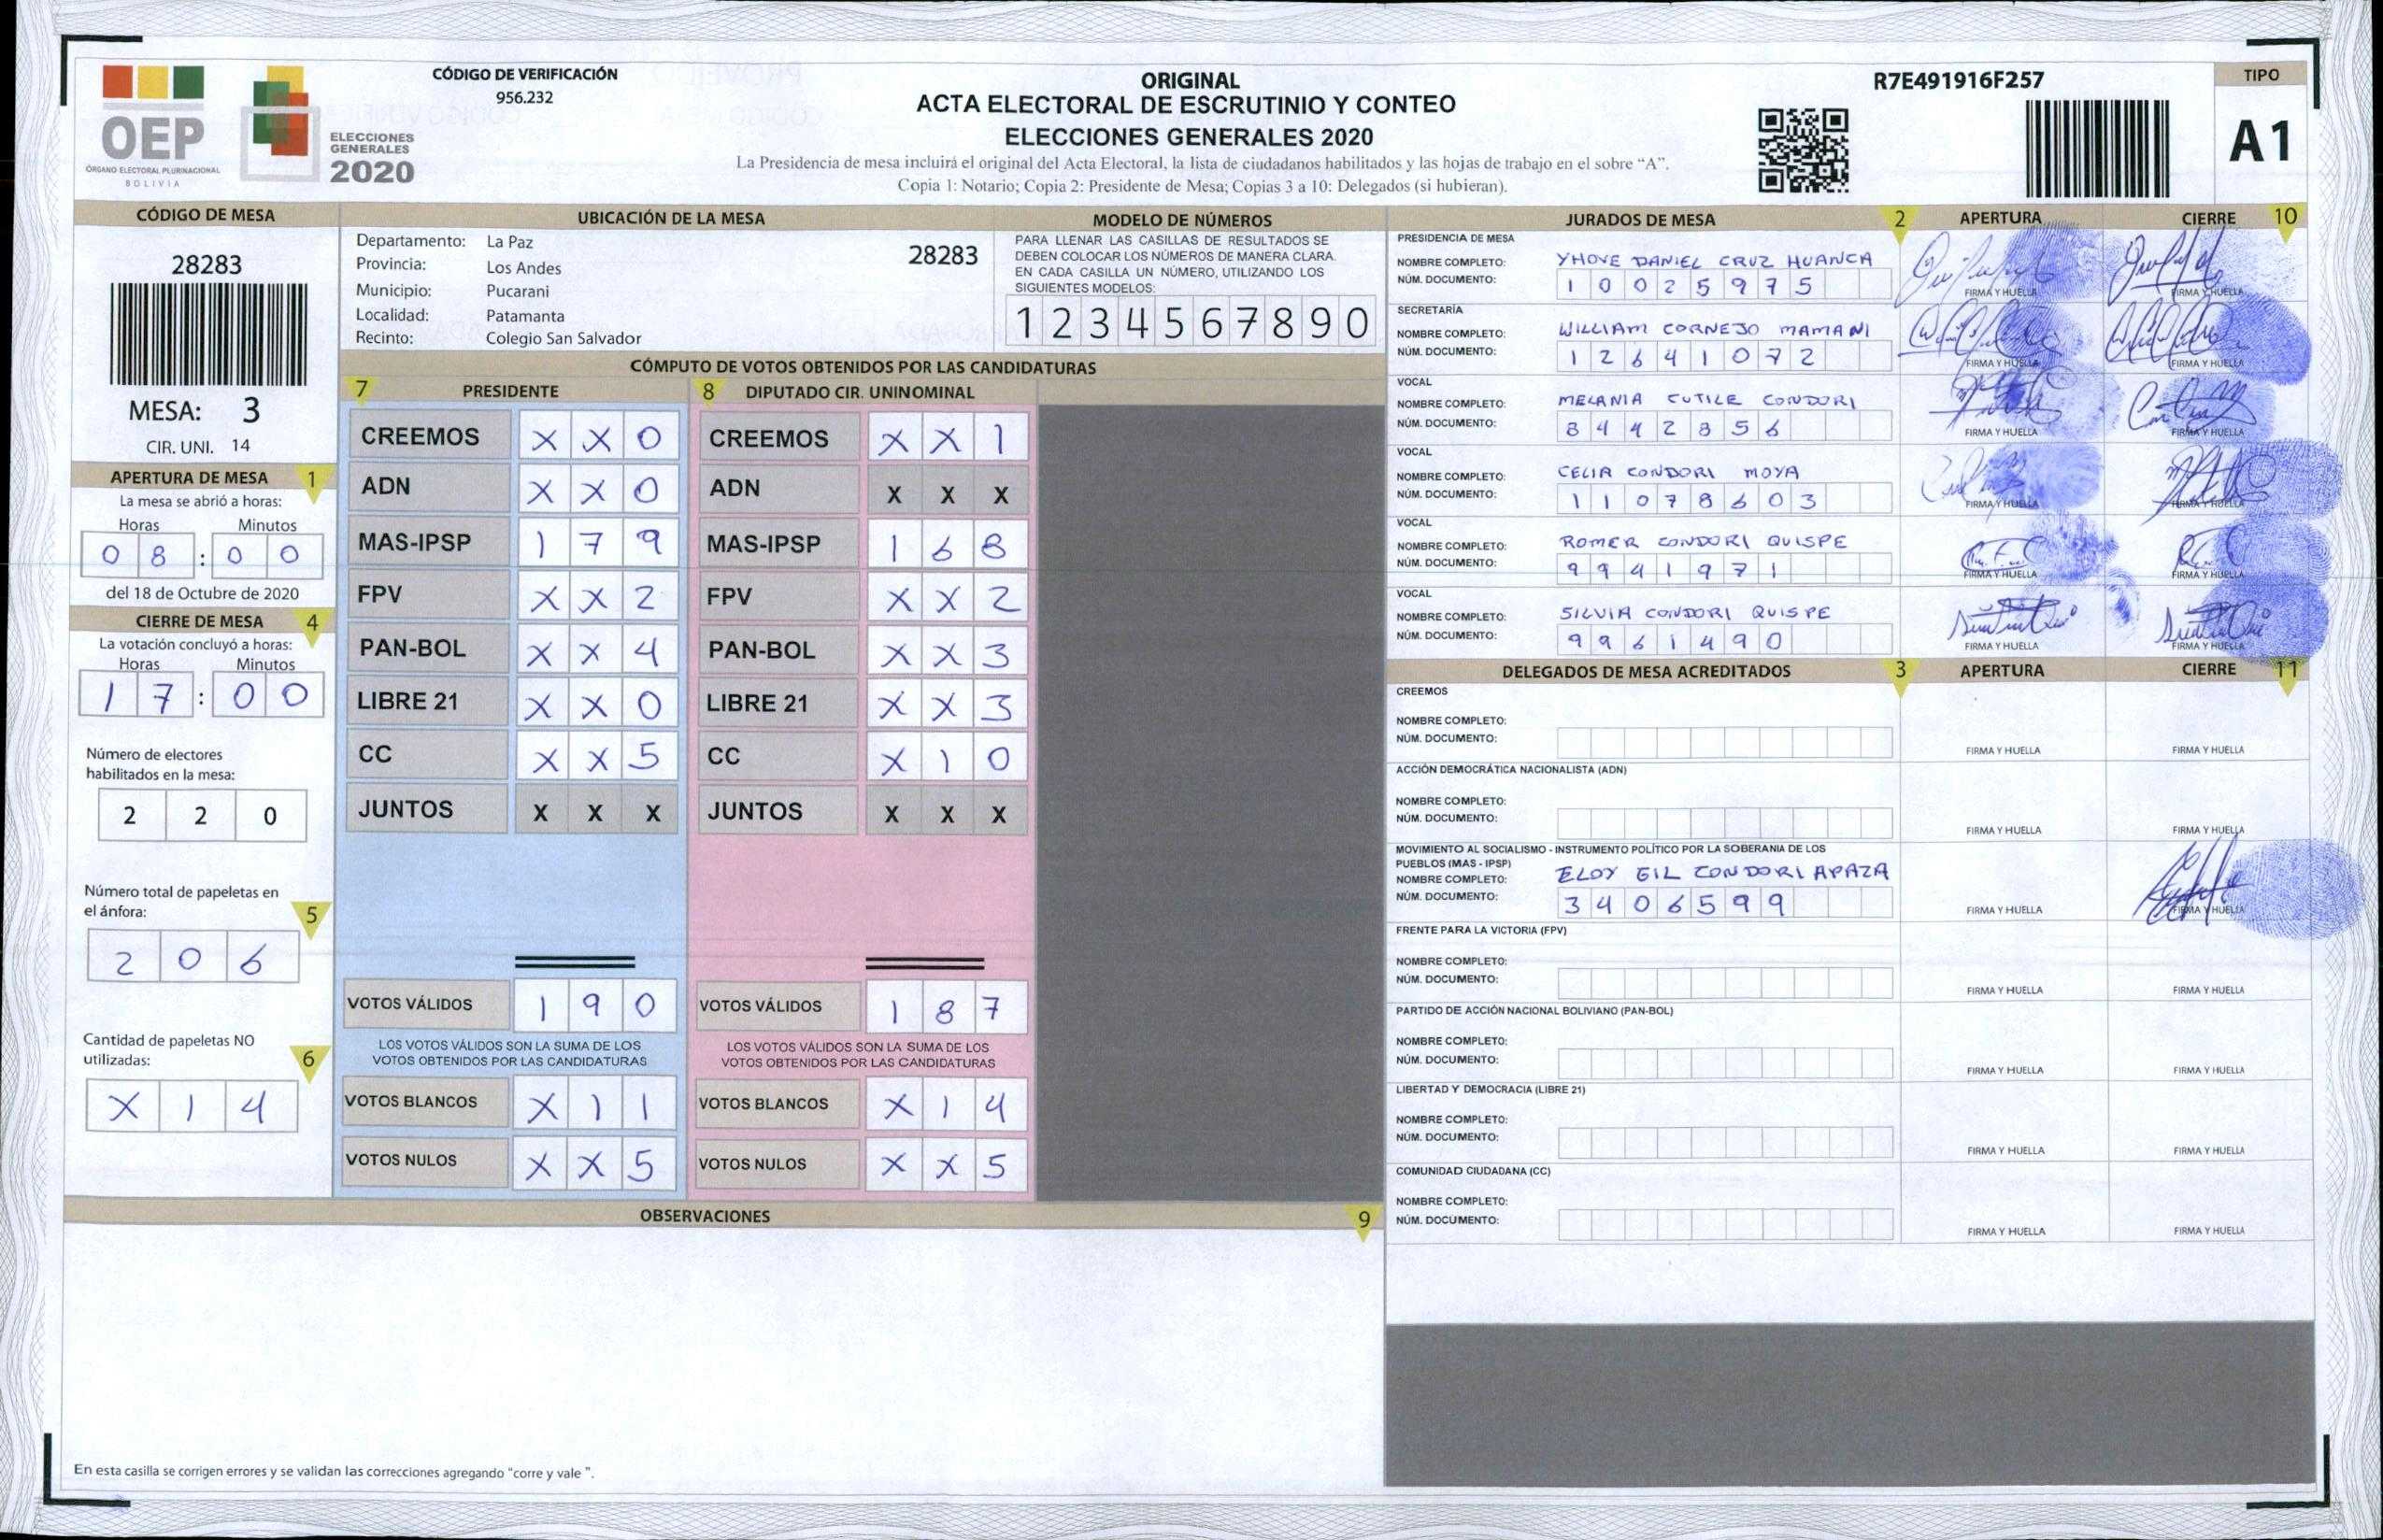 OEP
ÓRGANO ELECTORAL PLURINACIONAL
BOLIVIA
ELECCIONES
GENERALES
2020
CÓDIGO DE VERIFICACIÓN
956.232
ORIGINAL
ACTA ELECTORAL DE ESCRUTINIO Y CONTEO
ELECCIONES GENERALES 2020
La Presidencia de mesa incluirá el original del Acta Electoral, la lista de ciudadanos habilitados y las hojas de trabajo en el sobre “A”.
Copia 1: Notario; Copia 2: Presidente de Mesa; Copias 3 a 10: Delegados (si hubieran).
R7E491916F257
TIPO
A1
CÓDIGO DE MESA
28283
MESA: 3
CIR. UNI. 14
APERTURA DE MESA 1
La mesa se abrió a horas:
Horas Minutos
0 8 : 0 0
del 18 de Octubre de 2020
CIERRE DE MESA 4
La votación concluyó a horas:
Horas Minutos
1 7 : 0 0
Número de electores
habilitados en la mesa:
2 2 0
Número total de papeletas en
el ánfora: 5
2 0 6
Cantidad de papeletas NO
utilizadas: 6
X 1 4
UBICACIÓN DE LA MESA
Departamento: La Paz 28283
Provincia: Los Andes
Municipio: Pucarani
Localidad: Patamanta
Recinto: Colegio San Salvador
MODELO DE NÚMEROS
PARA LLENAR LAS CASILLAS DE RESULTADOS SE
DEBEN COLOCAR LOS NÚMEROS DE MANERA CLARA.
EN CADA CASILLA UN NÚMERO, UTILIZANDO LOS
SIGUIENTES MODELOS:
1 2 3 4 5 6 7 8 9 0
CÓMPUTO DE VOTOS OBTENIDOS POR LAS CANDIDATURAS
7 PRESIDENTE
CREEMOS X X 0
ADN X X 0
MAS-IPSP 1 7 9
FPV X X 2
PAN-BOL X X 4
LIBRE 21 X X 0
CC X X 5
JUNTOS X X X
VOTOS VÁLIDOS 1 9 0
LOS VOTOS VÁLIDOS SON LA SUMA DE LOS
VOTOS OBTENIDOS POR LAS CANDIDATURAS
VOTOS BLANCOS X 1 1
VOTOS NULOS X X 5
8 DIPUTADO CIR. UNINOMINAL
CREEMOS X X 1
ADN X X X
MAS-IPSP 1 6 8
FPV X X 2
PAN-BOL X X 3
LIBRE 21 X X 3
CC X 1 0
JUNTOS X X X
VOTOS VÁLIDOS 1 8 7
LOS VOTOS VÁLIDOS SON LA SUMA DE LOS
VOTOS OBTENIDOS POR LAS CANDIDATURAS
VOTOS BLANCOS X 1 4
VOTOS NULOS X X 5
OBSERVACIONES 9
En esta casilla se corrigen errores y se validan las correcciones agregando “corre y vale ”.
JURADOS DE MESA 2 APERTURA CIERRE 10
PRESIDENCIA DE MESA
NOMBRE COMPLETO: YHOVE DANIEL CRUZ HUANCA
NÚM. DOCUMENTO: 1 0 0 2 5 9 7 5
FIRMA Y HUELLA FIRMA Y HUELLA
SECRETARÍA
NOMBRE COMPLETO: WILLIAM CORNEJO MAMANI
NÚM. DOCUMENTO: 1 2 6 4 1 0 7 2
FIRMA Y HUELLA FIRMA Y HUELLA
VOCAL
NOMBRE COMPLETO: MELANIA CUTILE CONDORI
NÚM. DOCUMENTO: 8 4 4 2 8 5 6
FIRMA Y HUELLA FIRMA Y HUELLA
VOCAL
NOMBRE COMPLETO: CELIA CONDORI MOYA
NÚM. DOCUMENTO: 1 1 0 7 8 6 0 3
FIRMA Y HUELLA FIRMA Y HUELLA
VOCAL
NOMBRE COMPLETO: ROMER CONDORI QUISPE
NÚM. DOCUMENTO: 9 9 4 1 9 7 1
FIRMA Y HUELLA FIRMA Y HUELLA
VOCAL
NOMBRE COMPLETO: SILVIA CONDORI QUISPE
NÚM. DOCUMENTO: 9 9 6 1 4 9 0
FIRMA Y HUELLA FIRMA Y HUELLA
DELEGADOS DE MESA ACREDITADOS 3 APERTURA CIERRE 11
CREEMOS
NOMBRE COMPLETO:
NÚM. DOCUMENTO:
FIRMA Y HUELLA FIRMA Y HUELLA
ACCIÓN DEMOCRÁTICA NACIONALISTA (ADN)
NOMBRE COMPLETO:
NÚM. DOCUMENTO:
FIRMA Y HUELLA FIRMA Y HUELLA
MOVIMIENTO AL SOCIALISMO - INSTRUMENTO POLÍTICO POR LA SOBERANIA DE LOS
PUEBLOS (MAS - IPSP)
NOMBRE COMPLETO: ELOY GIL CONDORI APAZA
NÚM. DOCUMENTO: 3 4 0 6 5 9 9
FIRMA Y HUELLA FIRMA Y HUELLA
FRENTE PARA LA VICTORIA (FPV)
NOMBRE COMPLETO:
NÚM. DOCUMENTO:
FIRMA Y HUELLA FIRMA Y HUELLA
PARTIDO DE ACCIÓN NACIONAL BOLIVIANO (PAN-BOL)
NOMBRE COMPLETO:
NÚM. DOCUMENTO:
FIRMA Y HUELLA FIRMA Y HUELLA
LIBERTAD Y DEMOCRACIA (LIBRE 21)
NOMBRE COMPLETO:
NÚM. DOCUMENTO:
FIRMA Y HUELLA FIRMA Y HUELLA
COMUNIDAD CIUDADANA (CC)
NOMBRE COMPLETO:
NÚM. DOCUMENTO:
FIRMA Y HUELLA FIRMA Y HUELLA